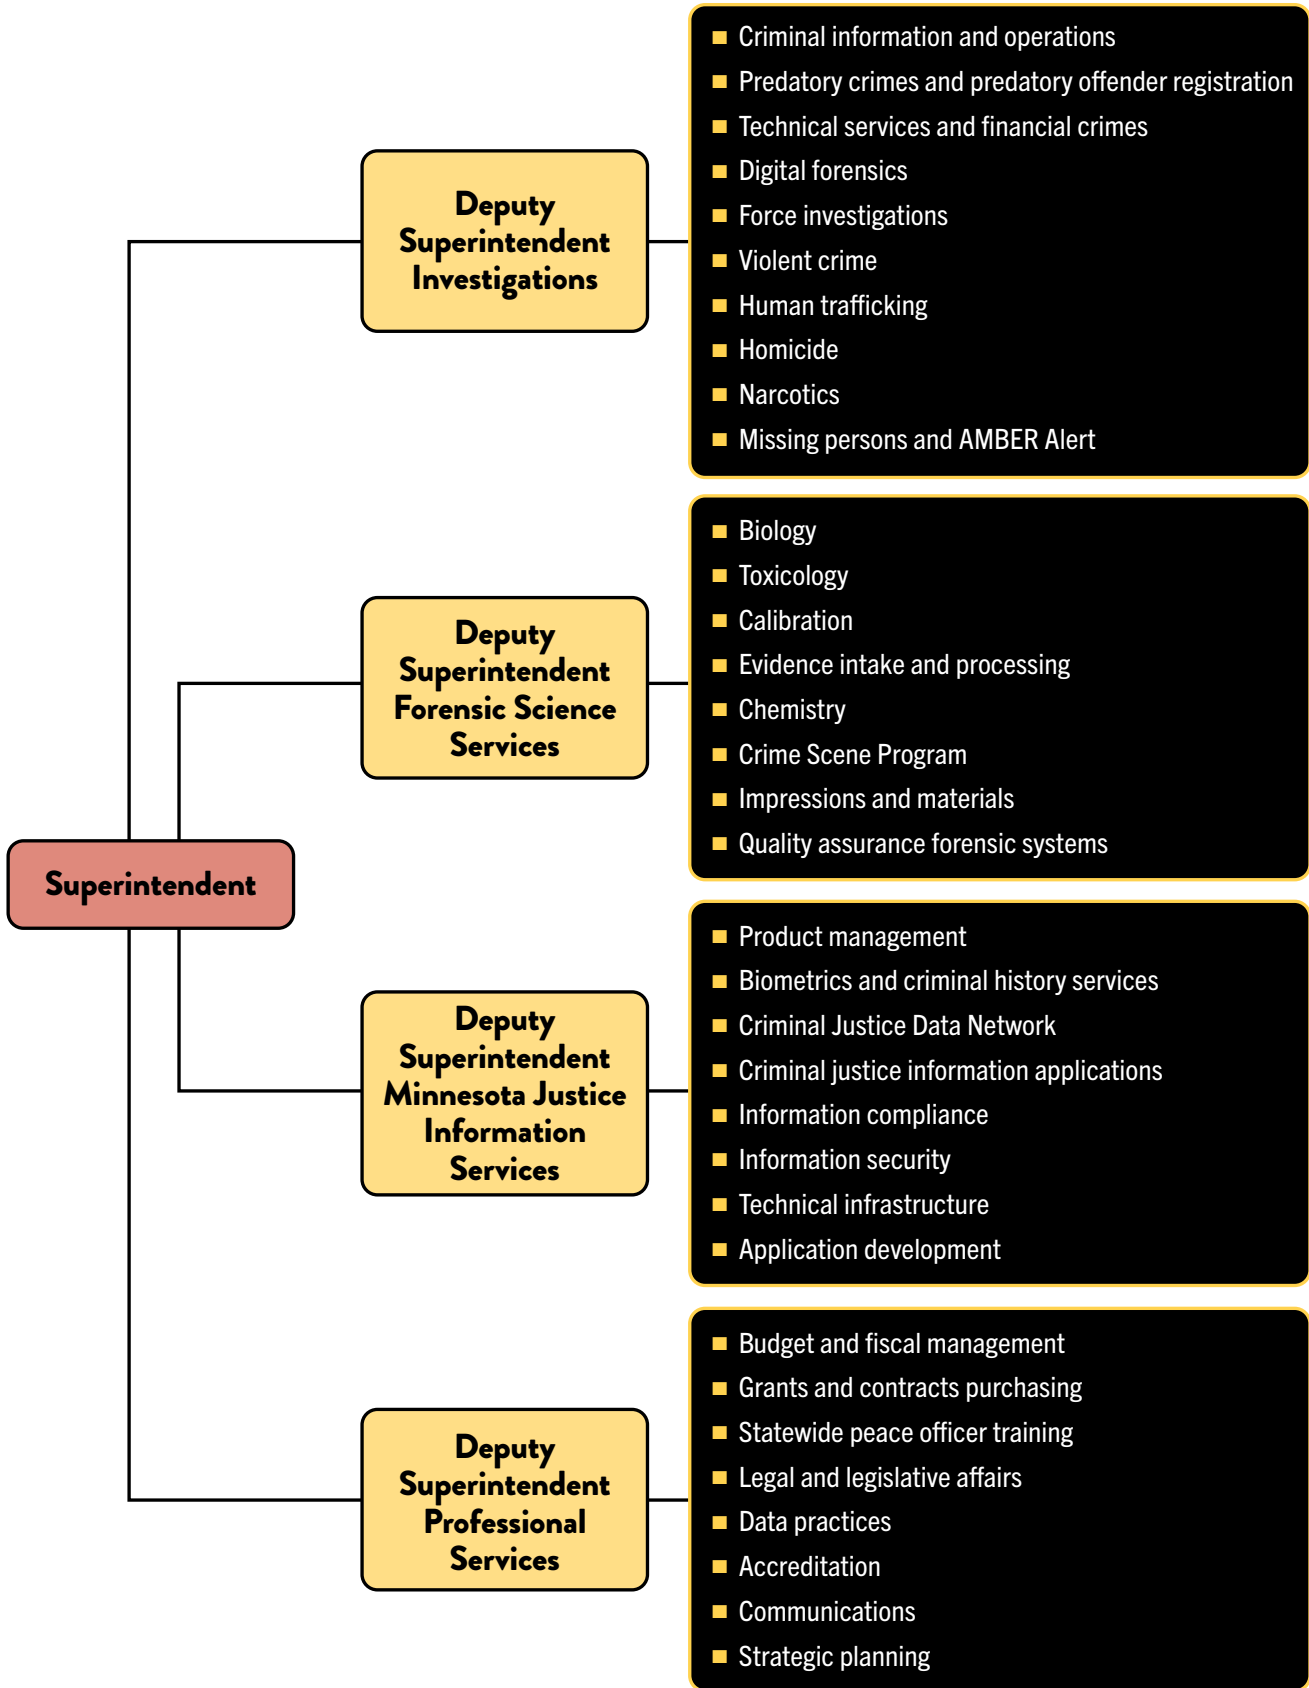 Superintendent
Deputy
Superintendent
Investigations
■ Criminal information and operations
■ Predatory crimes and predatory offender registration
■ Technical services and financial crimes
■ Digital forensics
■ Force investigations
■ Violent crime
■ Human trafficking
■ Homicide
■ Narcotics
■ Missing persons and AMBER Alert
Deputy
Superintendent
Forensic Science
Services
■ Biology
■ Toxicology
■ Calibration
■ Evidence intake and processing
■ Chemistry
■ Crime Scene Program
■ Impressions and materials
■ Quality assurance forensic systems
Deputy
Superintendent
Minnesota Justice
Information
Services
■ Product management
■ Biometrics and criminal history services
■ Criminal Justice Data Network
■ Criminal justice information applications
■ Information compliance
■ Information security
■ Technical infrastructure
■ Application development
Deputy
Superintendent
Professional
Services
■ Budget and fiscal management
■ Grants and contracts purchasing
■ Statewide peace officer training
■ Legal and legislative affairs
■ Data practices
■ Accreditation
■ Communications
■ Strategic planning